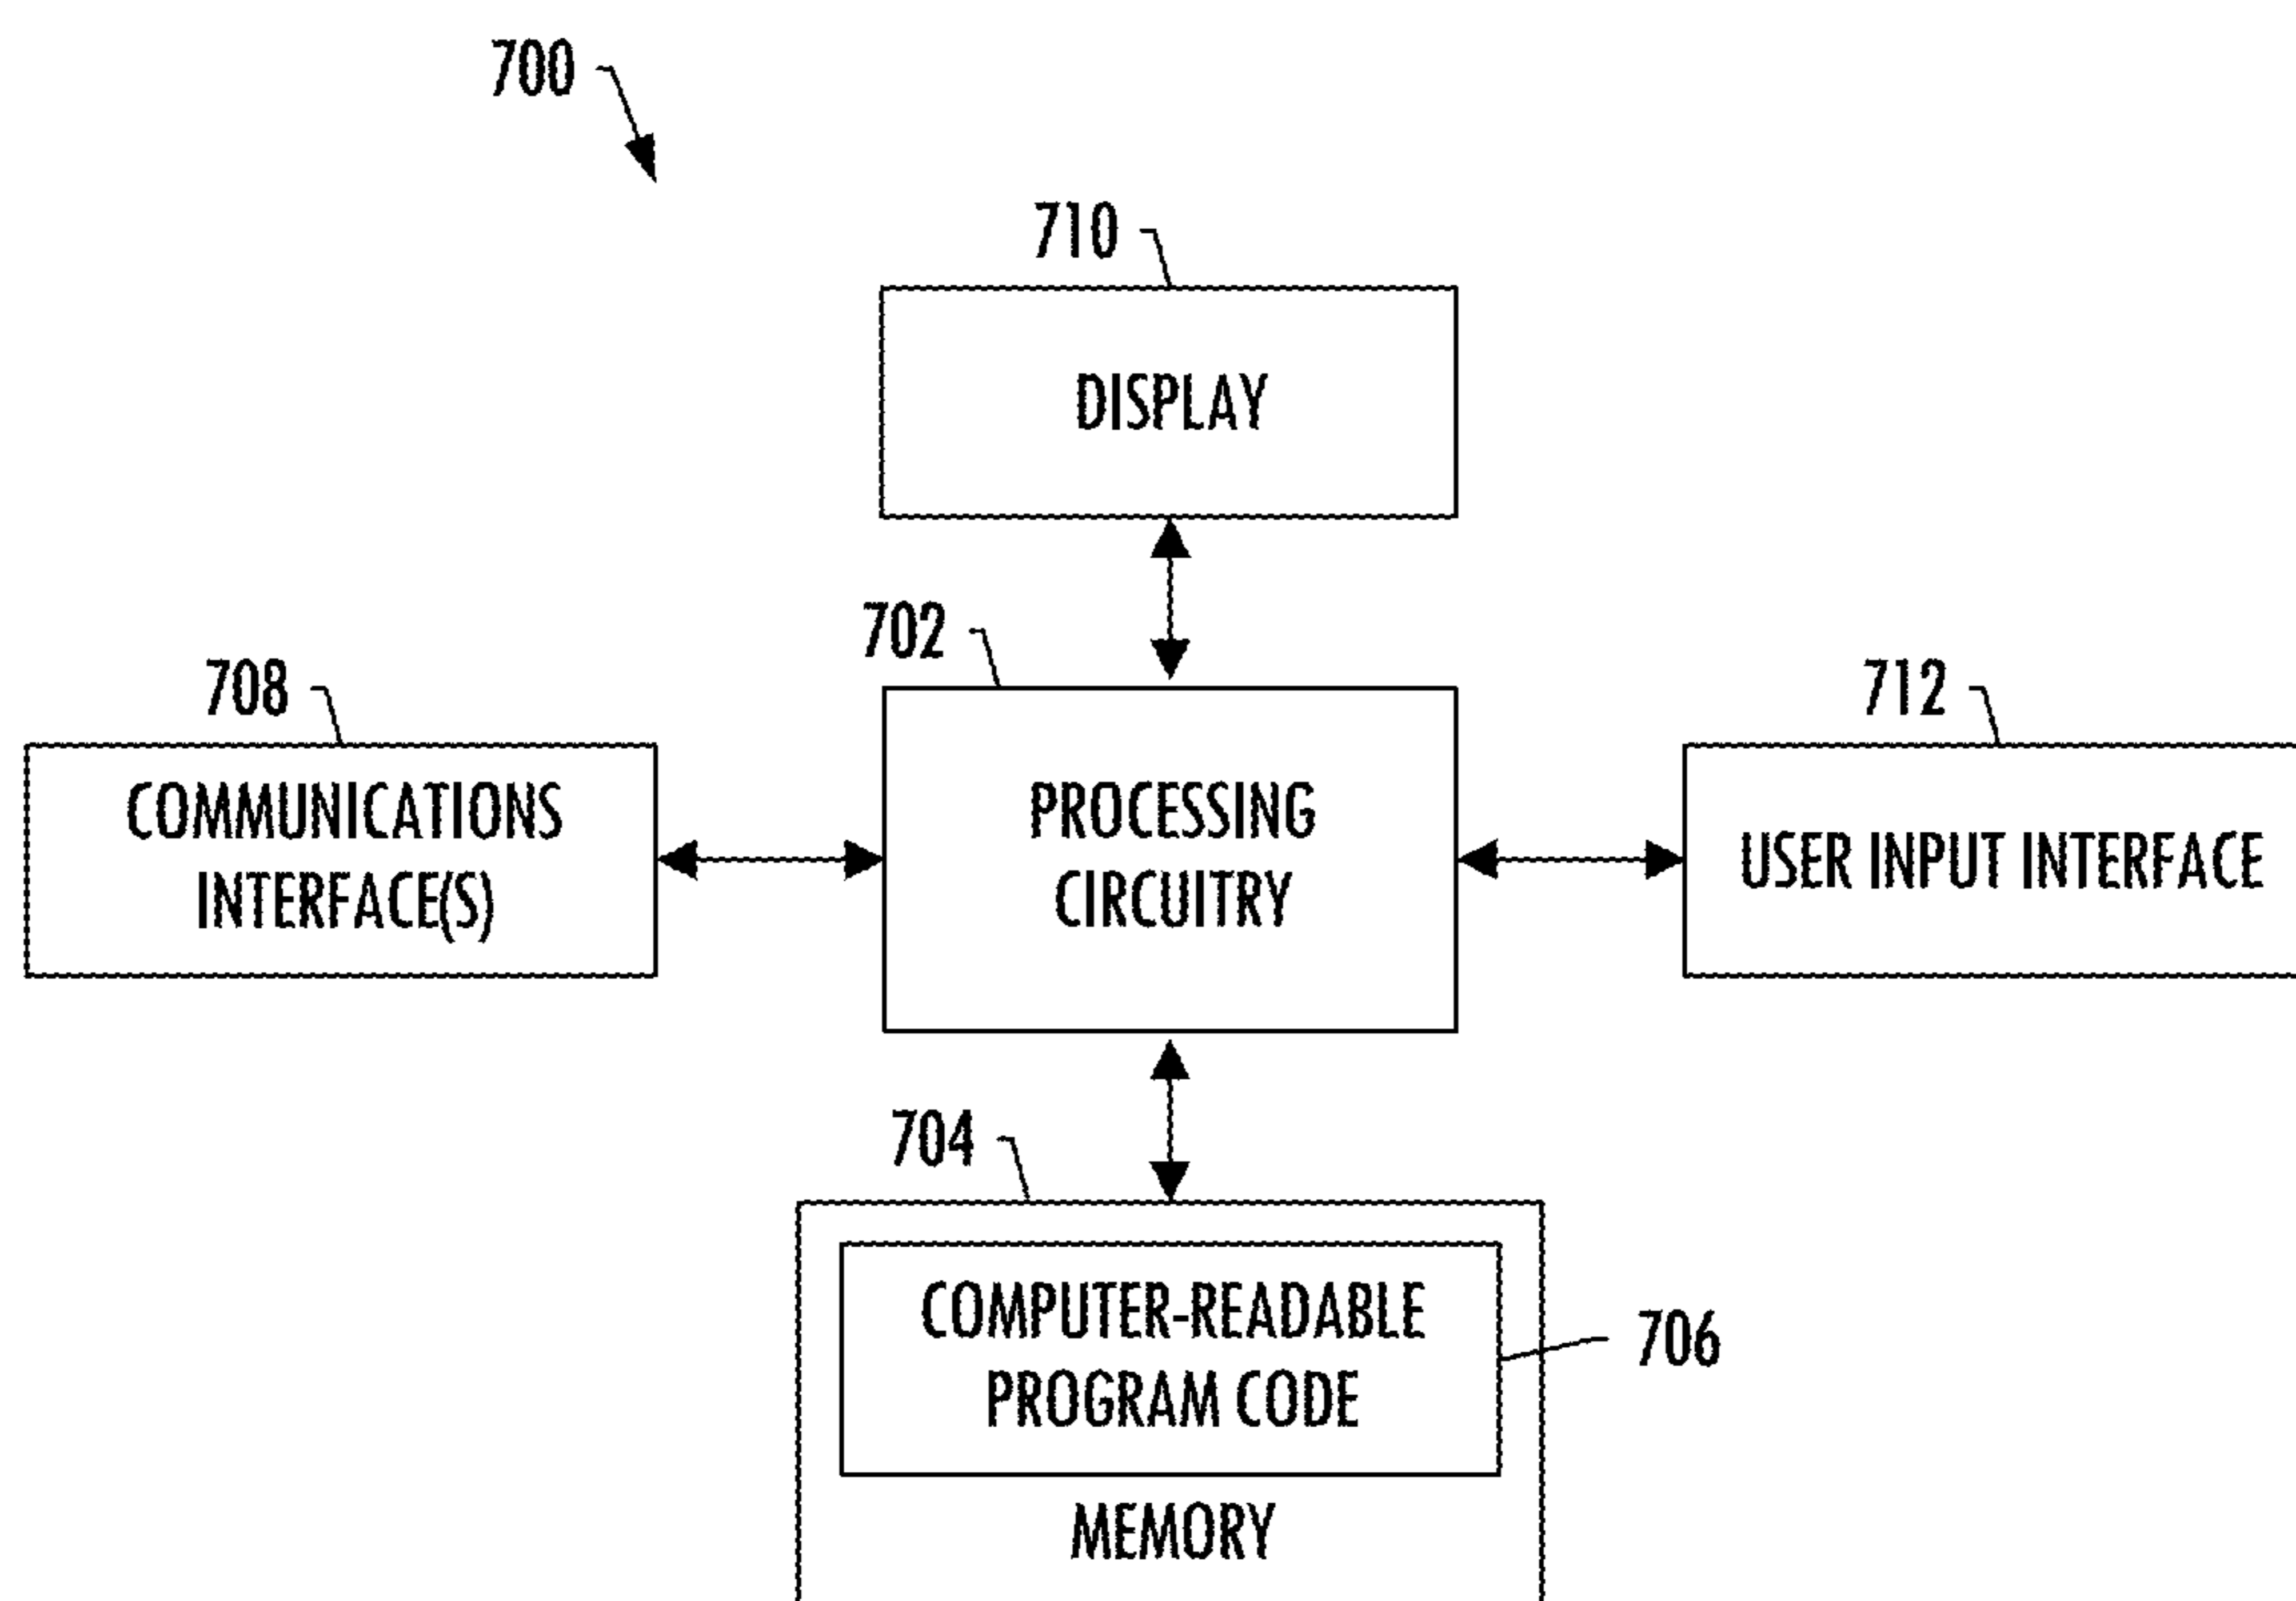 700
710
DISPLAY
702
708
712
COMMUNICATIONS
INTERFACE(S)
PROCESSING
CIRCUITRY
USER INPUT INTERFACE
704
COMPUTER-READABLE
PROGRAM CODE
706
MEMORY